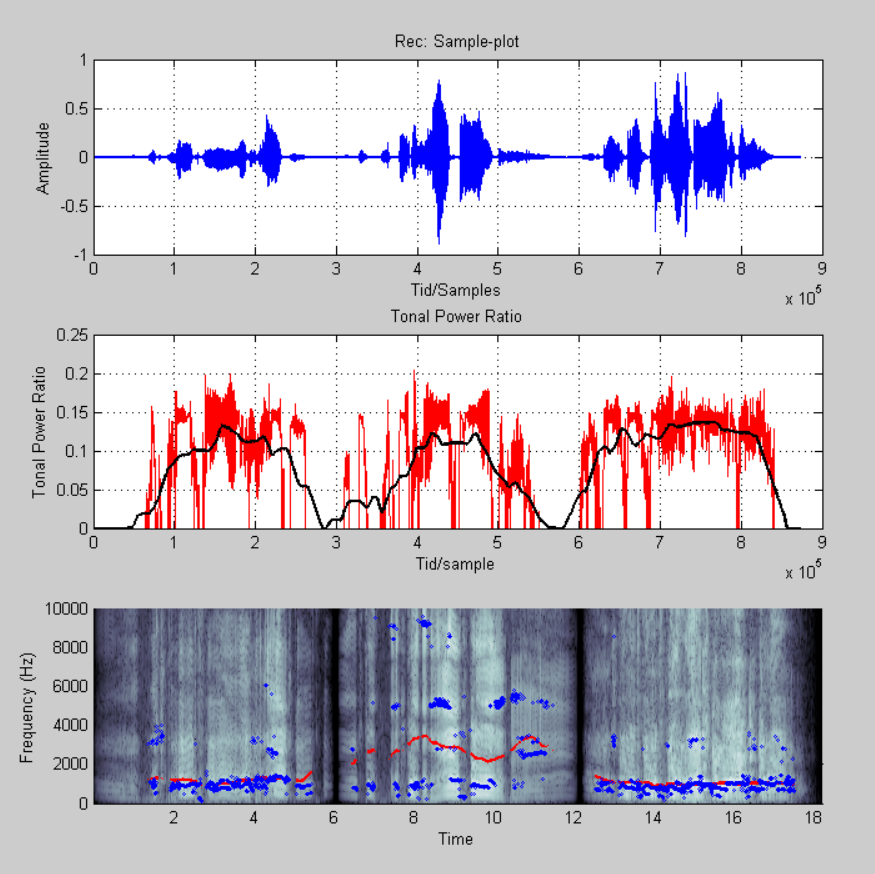 Rec: Sample-plot
1
0.5
0
-0.5
-1
Amplitude
0 1 2 3 4 5 6 7 8 9
Tid/Samples
x 10^5
Tonal Power Ratio
0.25
0.2
0.15
0.1
0.05
0
Tonal Power Ratio
0 1 2 3 4 5 6 7 8 9
Tid/sample
x 10^5
10000
8000
6000
4000
2000
0
Frequency (Hz)
2 4 6 8 10 12 14 16 18
Time